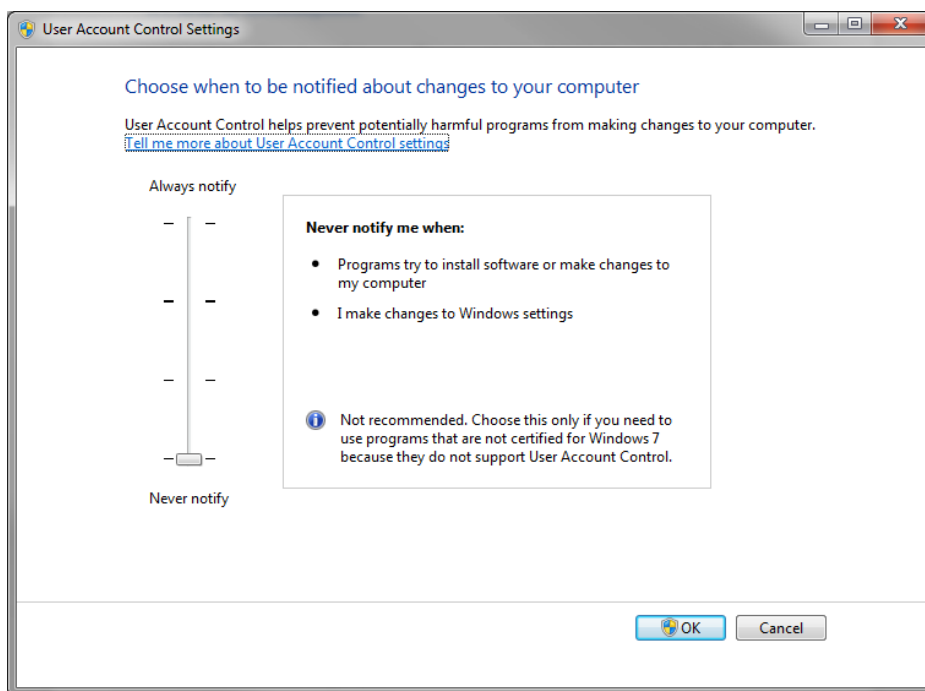 User Account Control Settings
Choose when to be notified about changes to your computer
User Account Control helps prevent potentially harmful programs from making changes to your computer.
Tell me more about User Account Control settings
Always notify
Never notify me when:
Programs try to install software or make changes to
my computer
I make changes to Windows settings
Not recommended. Choose this only if you need to
use programs that are not certified for Windows 7
because they do not support User Account Control.
Never notify
OK
Cancel